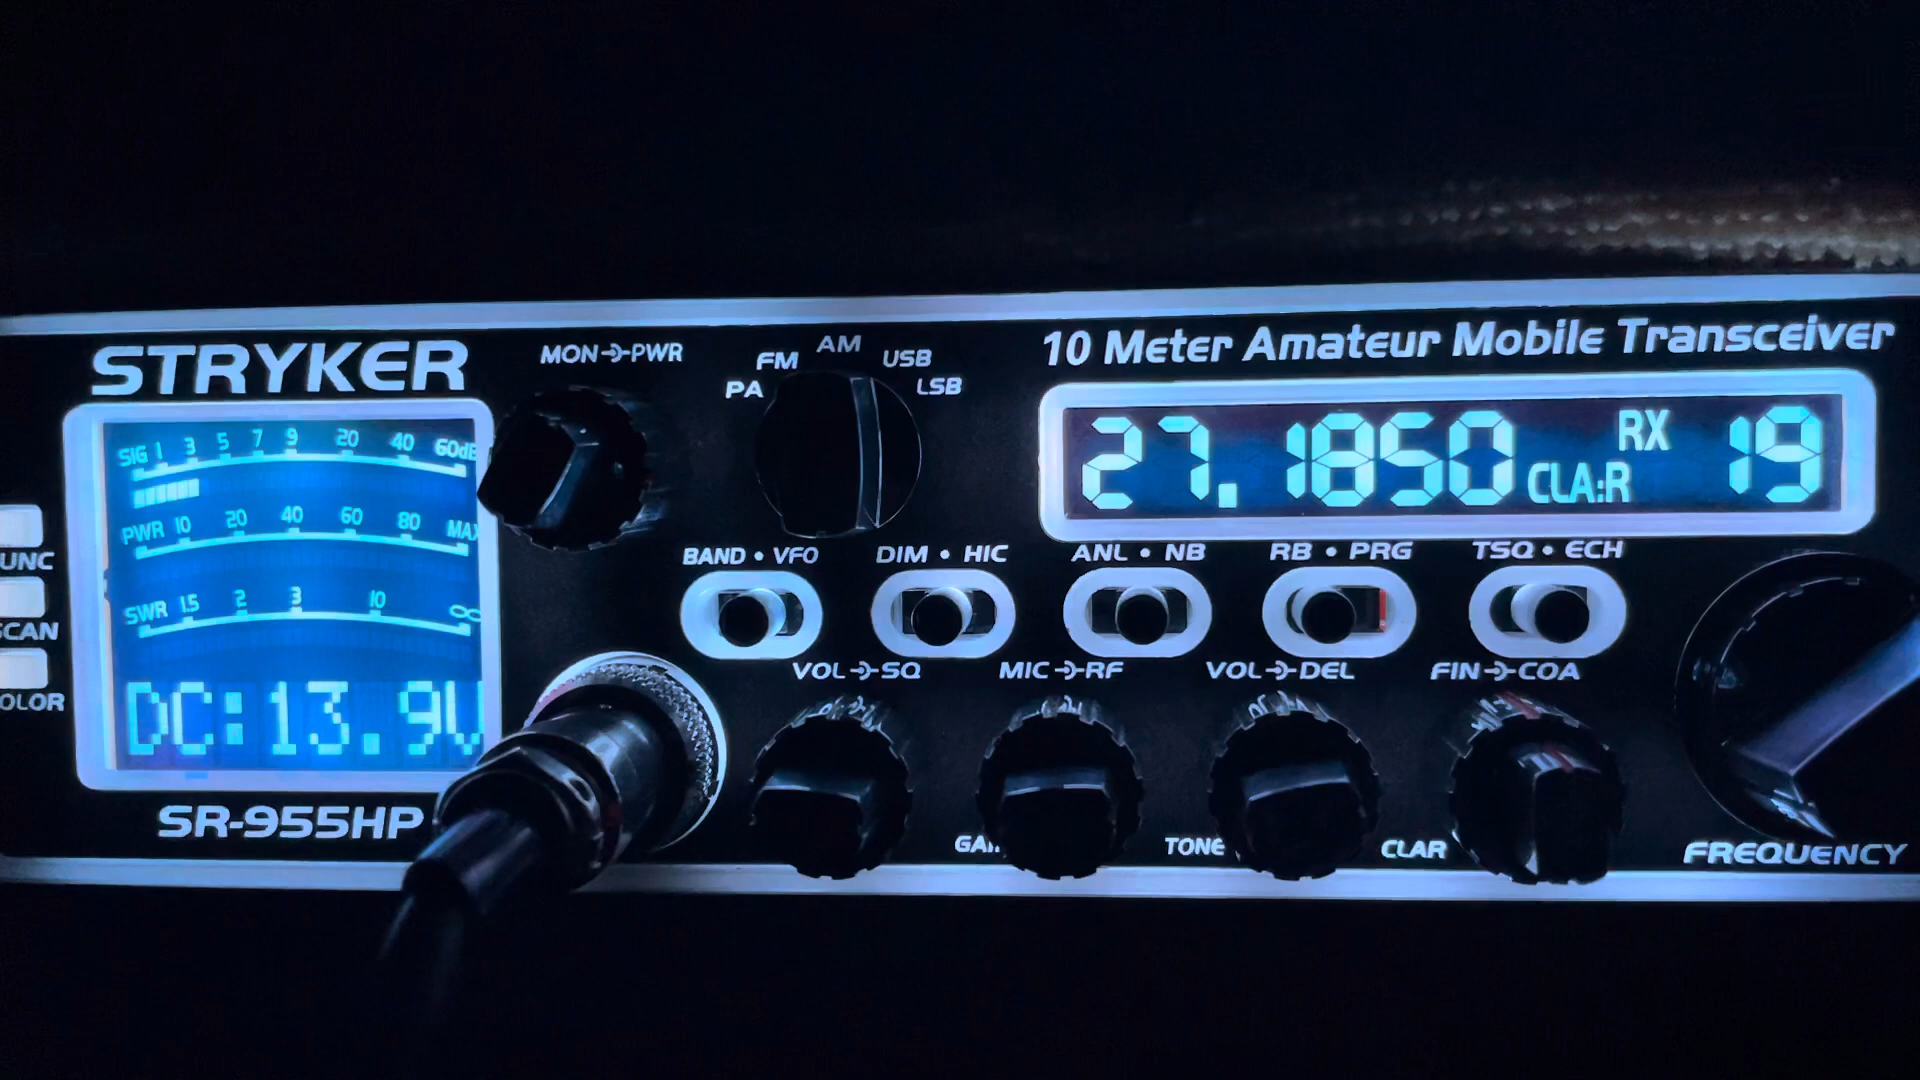 STRYKER
SIG 1 3 5 7 9 20 40 60dB
PWR 10 20 40 60 80 MAX
SWR 1.5 2 3 10 ∞
DC:13.9V
SR-955HP
UNC
SCAN
OLOR
MON PWR
PA FM AM USB LSB
10 Meter Amateur Mobile Transceiver
27.1850 CLA:R RX 19
BAND • VFO DIM • HIC ANL • NB RB • PRG TSQ • ECH
VOL SQ MIC RF VOL DEL FIN COA
TONE CLAR FREQUENCY